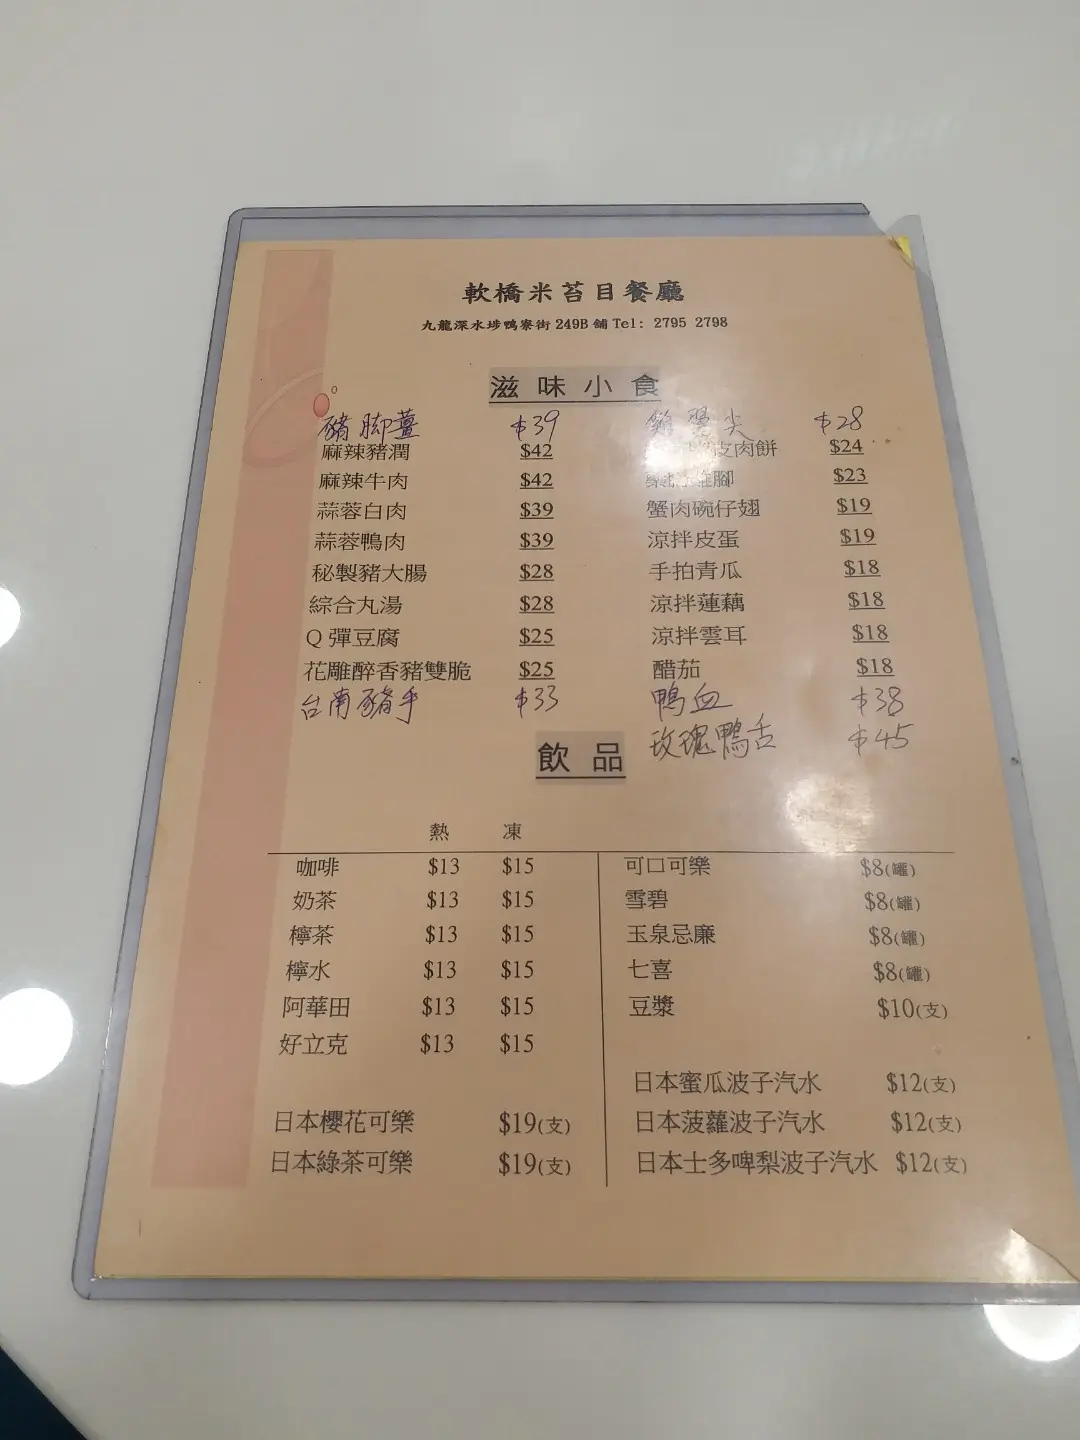 軟橋米苔目餐廳
九龍深水埗鴨寮街 249B 舖 Tel: 2795 2798
滋味小食
豬脚薑 $39
麻辣豬潤 $42
麻辣牛肉 $42
蒜蓉白肉 $39
蒜蓉鴨肉 $39
秘製豬大腸 $28
綜合丸湯 $28
Q 彈豆腐 $25
花雕醉香豬雙脆 $25
台南豬手 $33
尖 $28
皮肉餅 $24
雞腳 $23
蟹肉碗仔翅 $19
涼拌皮蛋 $19
手拍青瓜 $18
涼拌蓮藕 $18
涼拌雲耳 $18
醋茄 $18
鴨血 $38
玫瑰鴨舌 $45
飲品
熱 凍
咖啡 $13 $15
奶茶 $13 $15
檸茶 $13 $15
檸水 $13 $15
阿華田 $13 $15
好立克 $13 $15
日本櫻花可樂 $19(支)
日本綠茶可樂 $19(支)
可口可樂 $8(罐)
雪碧 $8(罐)
玉泉忌廉 $8(罐)
七喜 $8(罐)
豆漿 $10(支)
日本蜜瓜波子汽水 $12(支)
日本菠蘿波子汽水 $12(支)
日本士多啤梨波子汽水 $12(支)